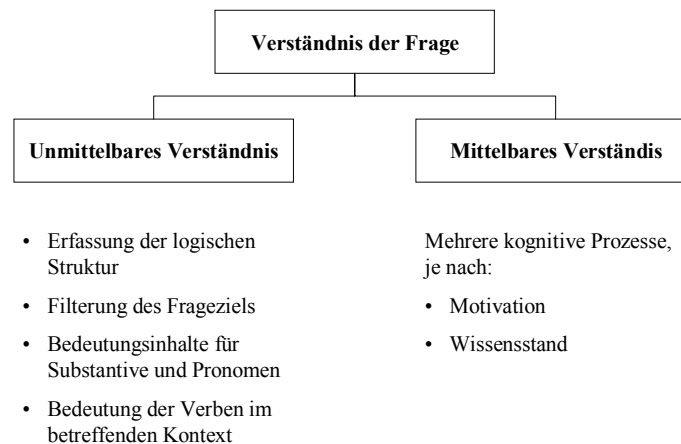 Verständnis der Frage
Unmittelbares Verständnis
• Erfassung der logischen
Struktur
• Filterung des Frageziels
• Bedeutungsinhalte für
Substantive und Pronomen
• Bedeutung der Verben im
betreffenden Kontext
Mittelbares Verständis
Mehrere kognitive Prozesse,
je nach:
• Motivation
• Wissensstand